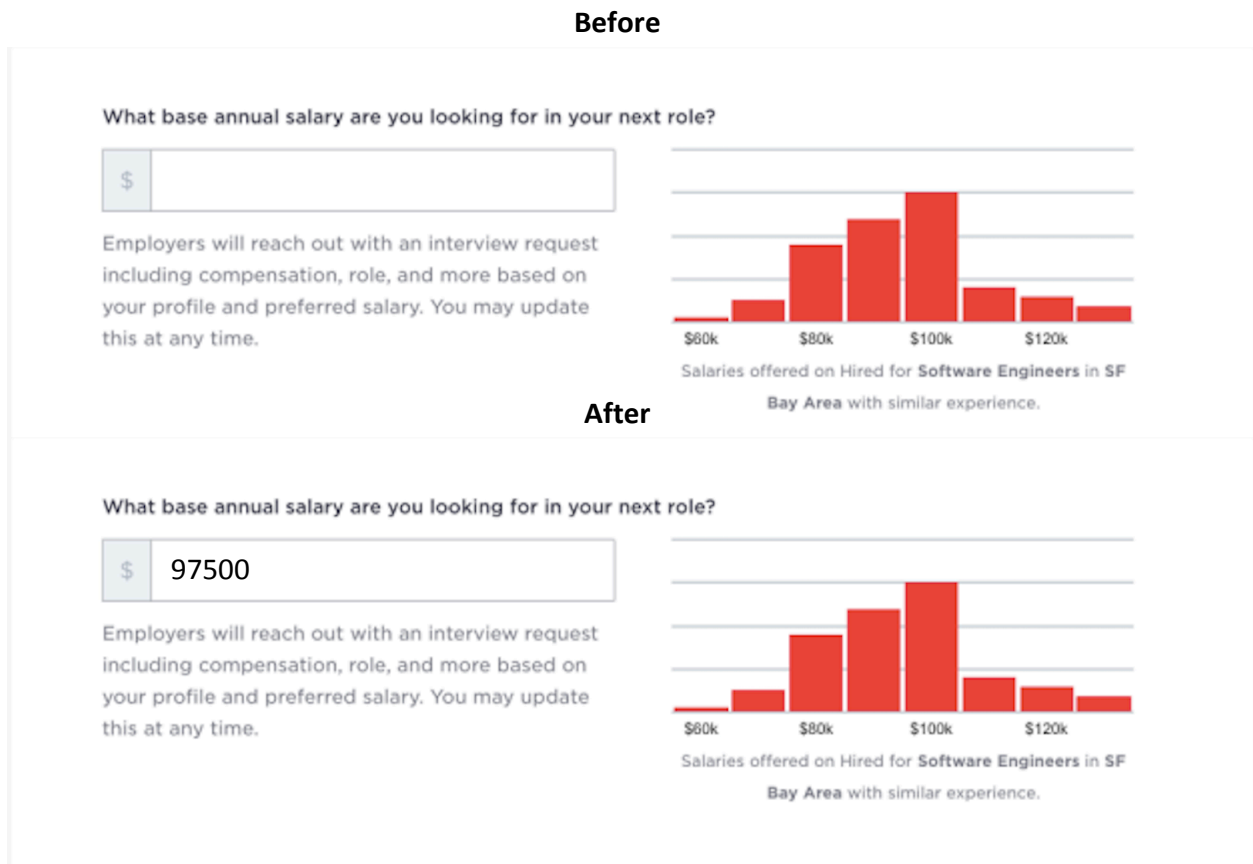 Before
What base annual salary are you looking for in your next role?
$
Employers will reach out with an interview request
including compensation, role, and more based on
your profile and preferred salary. You may update
this at any time.
$60k $80k $100k $120k
Salaries offered on Hired for Software Engineers in SF
Bay Area with similar experience.
After
What base annual salary are you looking for in your next role?
$ 97500
Employers will reach out with an interview request
including compensation, role, and more based on
your profile and preferred salary. You may update
this at any time.
$60k $80k $100k $120k
Salaries offered on Hired for Software Engineers in SF
Bay Area with similar experience.